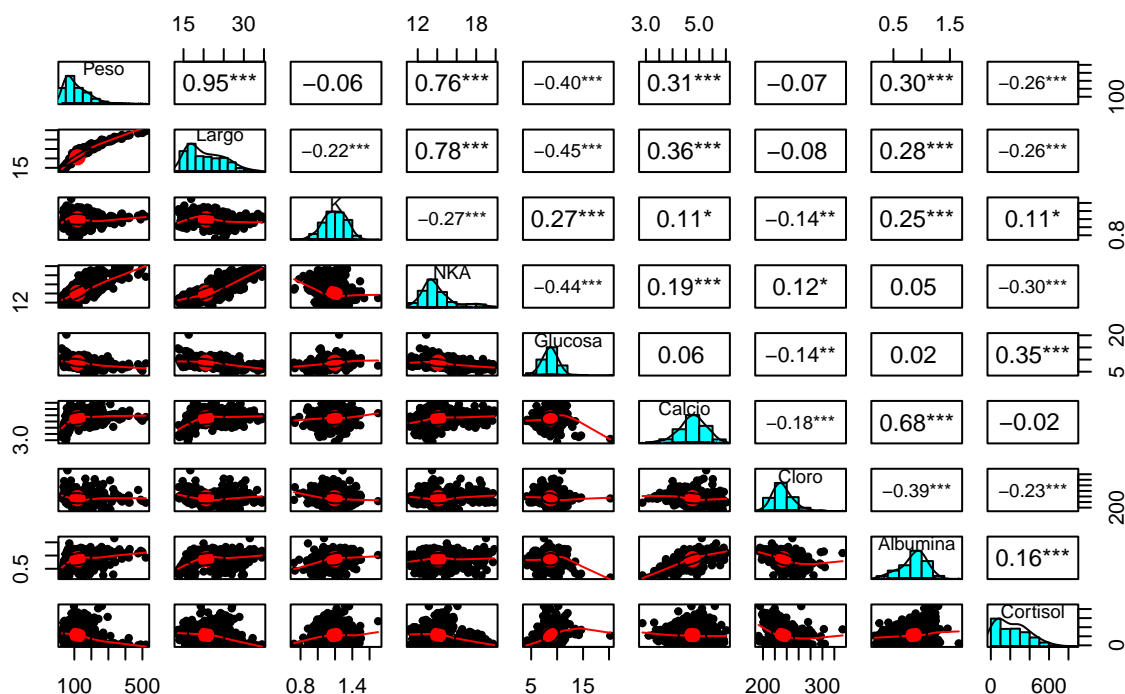 15 30 12 14 16 18 3.0 5.0 0.5 1.5
Peso 0.95*** −0.06 0.76*** −0.40*** 0.31*** −0.07 0.30*** −0.26*** 100
15 Largo −0.22*** 0.78*** −0.45*** 0.36*** −0.08 0.28*** −0.26***
K −0.27*** 0.27*** 0.11* −0.14** 0.25*** 0.11* 0.8
12 NKA −0.44*** 0.19*** 0.12* 0.05 −0.30***
Glucosa 0.06 −0.14** 0.02 0.35*** 5 20
3.0 Calcio −0.18*** 0.68*** −0.02
Cloro −0.39*** −0.23*** 200
0.5 Albumina 0.16***
Cortisol 0
100 500 0.8 1.4 5 15 200 300 0 600